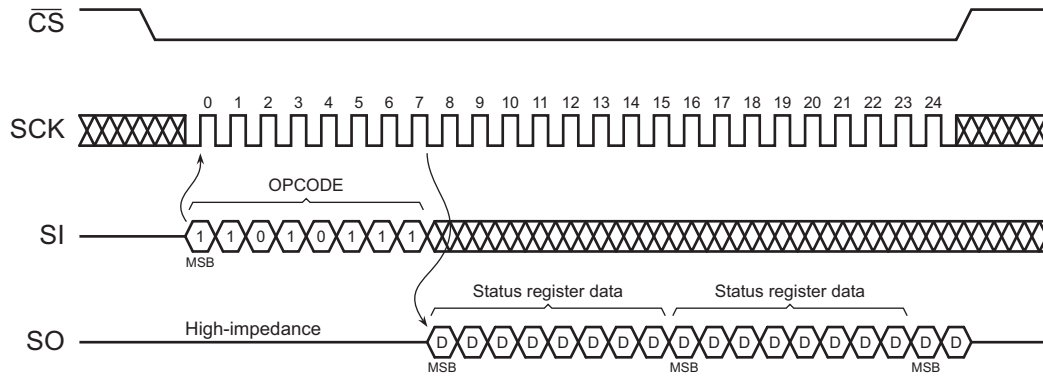 CS
0 1 2 3 4 5 6 7 8 9 10 11 12 13 14 15 16 17 18 19 20 21 22 23 24
SCK
OPCODE
SI 1 1 0 1 0 1 1 1
MSB
Status register data Status register data
High-impedance
SO D D D D D D D D D D D D D D D D D D
MSB MSB MSB